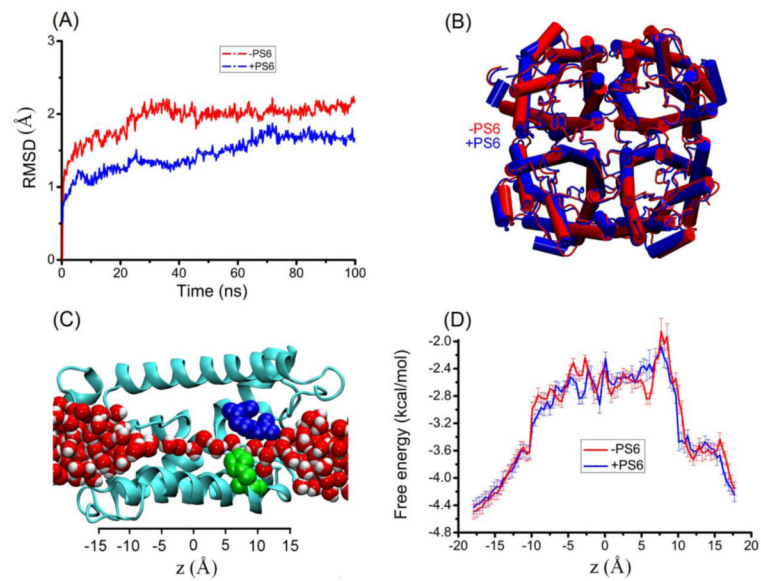 (A)
-PS6
+PS6
3
2
1
0
RMSD (Å)
0
20
40
60
80
100
Time (ns)
(B)
-PS6
+PS6
(C)
-15
-10
-5
0
5
10
15
z (Å)
(D)
-2.0
-2.4
-2.8
-3.2
-3.6
-4.0
-4.4
-4.8
Free energy (kcal/mol)
-PS6
+PS6
-20
-15
-10
-5
0
5
10
15
20
z (Å)